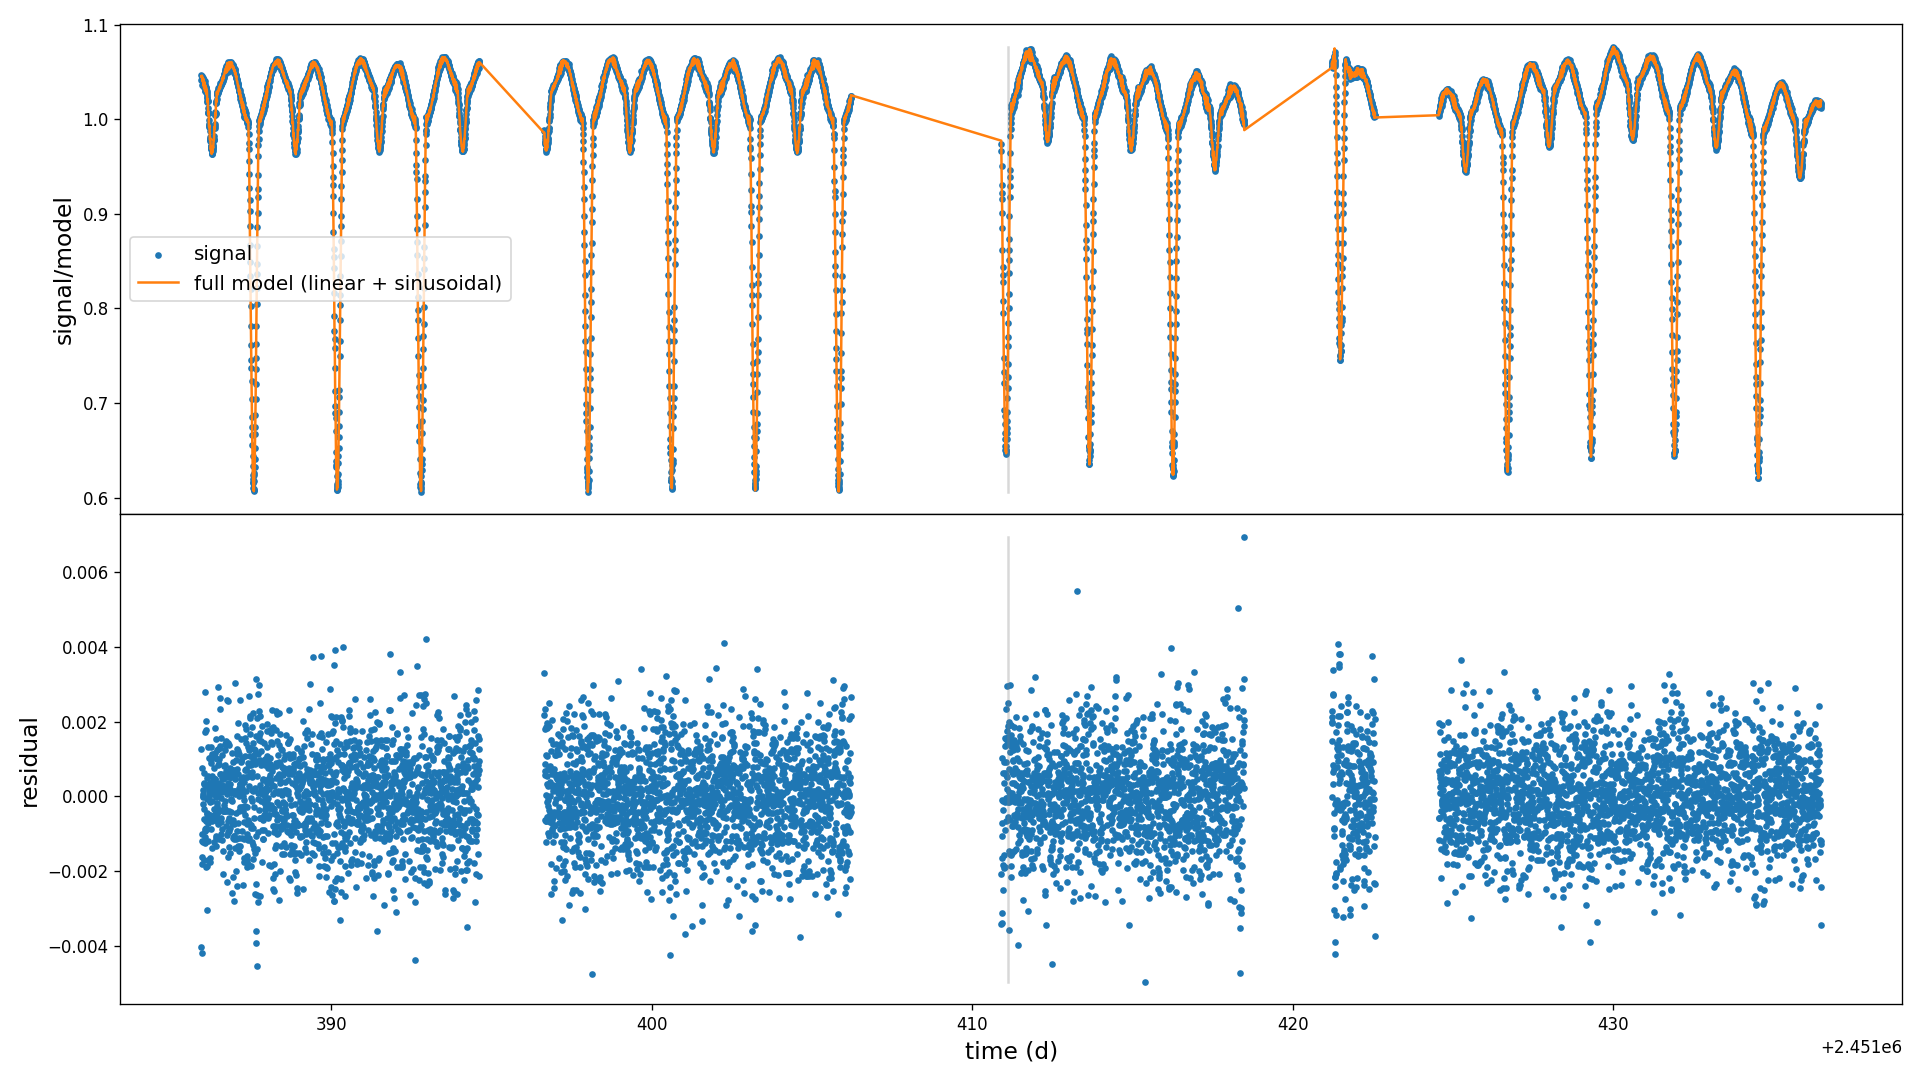 1.1
1.0
0.9
0.8
0.7
0.6
signal/model
signal
full model (linear + sinusoidal)
0.006
0.004
0.002
0.000
−0.002
−0.004
residual
390
400
410
420
430
time (d)
+2.451e6